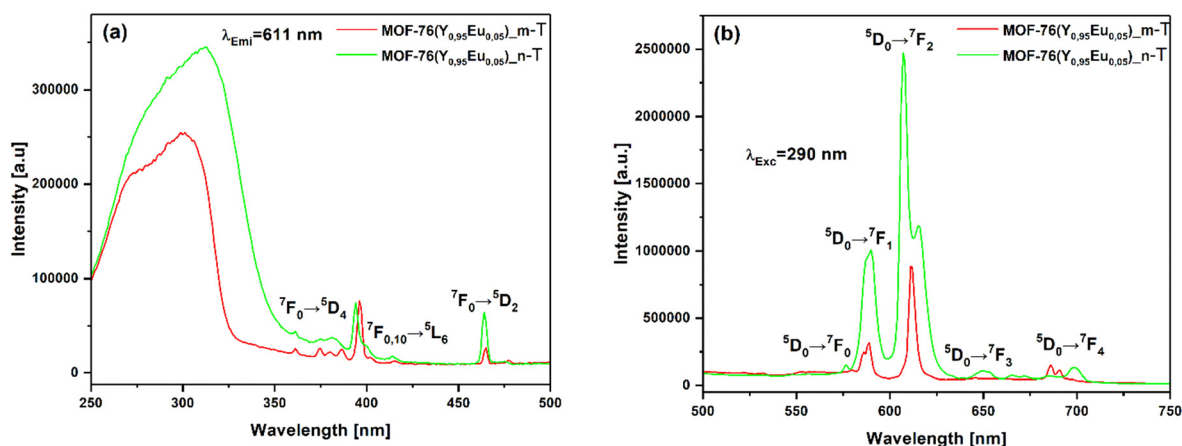 (a)
λEmi=611 nm
MOF-76(Y0,95Eu0,05)_m-T
MOF-76(Y0,95Eu0,05)_n-T
300000
200000
100000
0
Intensity [a.u]
⁷F₀→⁵D₄
⁷F₀,₁₀→⁵L₆
⁷F₀→⁵D₂
250
300
350
400
450
500
Wavelength [nm]
(b)
⁵D₀→⁷F₂
MOF-76(Y0,95Eu0,05)_m-T
MOF-76(Y0,95Eu0,05)_n-T
λExc=290 nm
2500000
2000000
1500000
1000000
500000
0
Intensity [a.u.]
⁵D₀→⁷F₁
⁵D₀→⁷F₀
⁵D₀→⁷F₃
⁵D₀→⁷F₄
500
550
600
650
700
750
Wavelength [nm]